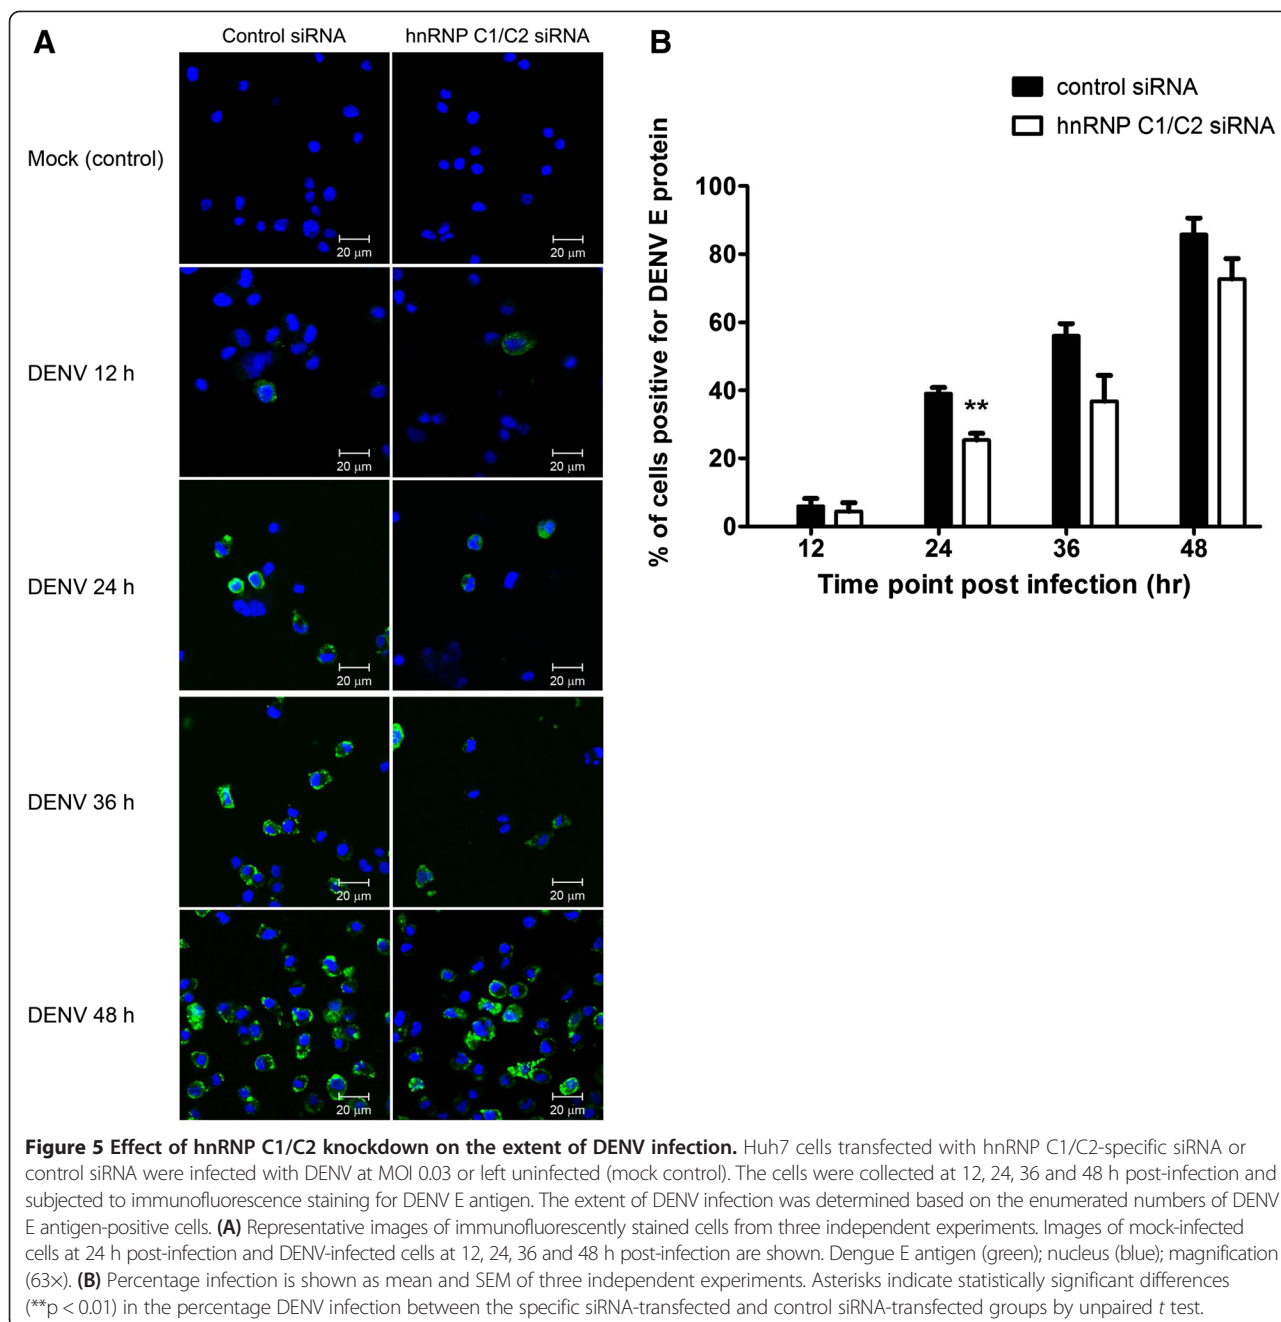 A
Control siRNA
hnRNP C1/C2 siRNA
Mock (control)
20 µm
20 µm
DENV 12 h
20 µm
20 µm
DENV 24 h
20 µm
20 µm
DENV 36 h
20 µm
20 µm
DENV 48 h
20 µm
20 µm
B
control siRNA
hnRNP C1/C2 siRNA
% of cells positive for DENV E protein
100
80
60
40
20
0
**
12
24
36
48
Time point post infection (hr)
Figure 5 Effect of hnRNP C1/C2 knockdown on the extent of DENV infection. Huh7 cells transfected with hnRNP C1/C2-specific siRNA or
control siRNA were infected with DENV at MOI 0.03 or left uninfected (mock control). The cells were collected at 12, 24, 36 and 48 h post-infection and
subjected to immunofluorescence staining for DENV E antigen. The extent of DENV infection was determined based on the enumerated numbers of DENV
E antigen-positive cells. (A) Representative images of immunofluorescently stained cells from three independent experiments. Images of mock-infected
cells at 24 h post-infection and DENV-infected cells at 12, 24, 36 and 48 h post-infection are shown. Dengue E antigen (green); nucleus (blue); magnification
(63×). (B) Percentage infection is shown as mean and SEM of three independent experiments. Asterisks indicate statistically significant differences
(**p < 0.01) in the percentage DENV infection between the specific siRNA-transfected and control siRNA-transfected groups by unpaired t test.